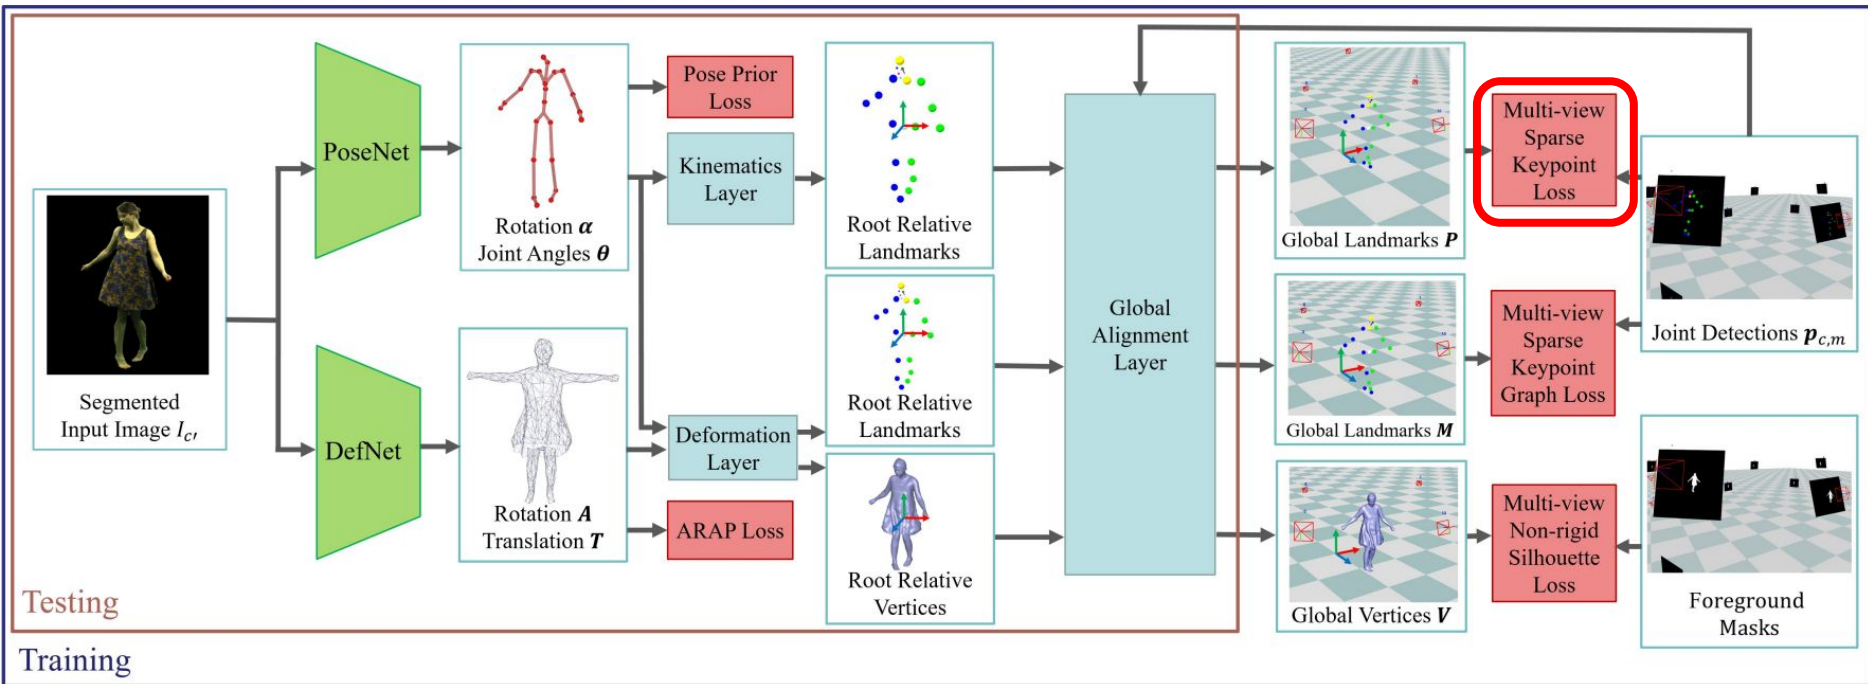 Segmented
Input Image I_{c'}
PoseNet
DefNet
Rotation α
Joint Angles θ
Rotation A
Translation T
Pose Prior
Loss
Kinematics
Layer
Deformation
Layer
ARAP Loss
Root Relative
Landmarks
Root Relative
Landmarks
Root Relative
Vertices
Global
Alignment
Layer
Global Landmarks P
Global Landmarks M
Global Vertices V
Multi-view
Sparse
Keypoint
Loss
Multi-view
Sparse
Keypoint
Graph Loss
Multi-view
Non-rigid
Silhouette
Loss
Joint Detections p_{c,m}
Foreground
Masks
Testing
Training